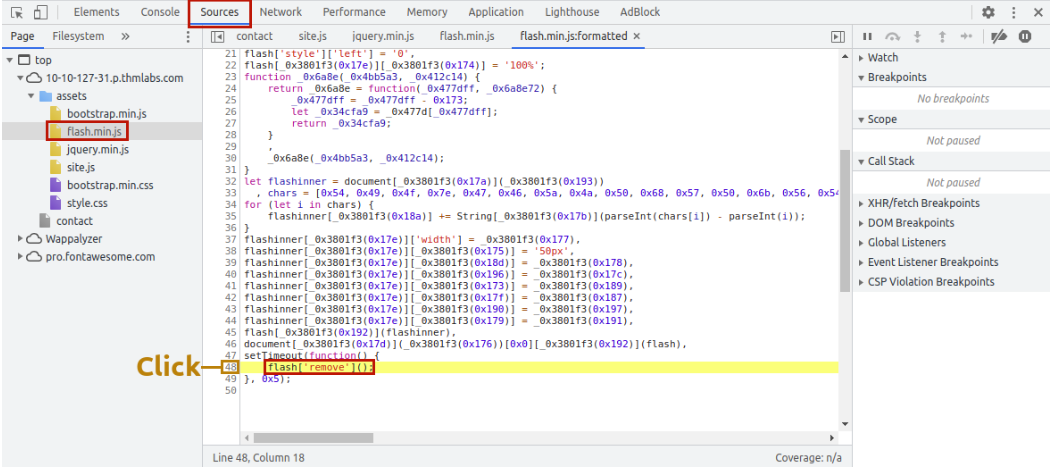 Elements Console Sources Network Performance Memory Application Lighthouse AdBlock
Page Filesystem »
contact site.js jquery.min.js flash.min.js flash.min.js:formatted ×
top
10-10-127-31.p.thmlabs.com
assets
bootstrap.min.js
flash.min.js
jquery.min.js
site.js
bootstrap.min.css
style.css
contact
Wappalyzer
pro.fontawesome.com
21 flash['style']['left'] = '0',
22 flash[_0x3801f3(0x17e)][_0x3801f3(0x174)] = '100%';
23 function _0x6a8e(_0x4bb5a3, _0x412c14) {
24 return _0x6a8e = function(_0x477dff, _0x6a8e72) {
25 _0x477dff = _0x477dff - 0x173;
26 let _0x34cfa9 = _0x477d[_0x477dff];
27 return _0x34cfa9;
28 }
29 ,
30 _0x6a8e(_0x4bb5a3, _0x412c14);
31 }
32 let flashinner = document[_0x3801f3(0x17a)](_0x3801f3(0x193))
33 , chars = [0x54, 0x49, 0x4f, 0x7e, 0x47, 0x46, 0x5a, 0x4a, 0x50, 0x68, 0x57, 0x50, 0x6b, 0x56, 0x54
34 for (let i in chars) {
35 flashinner[_0x3801f3(0x18a)] += String[_0x3801f3(0x17b)](parseInt(chars[i]) - parseInt(i));
36 }
37 flashinner[_0x3801f3(0x17e)]['width'] = _0x3801f3(0x177),
38 flashinner[_0x3801f3(0x17e)][_0x3801f3(0x175)] = '50px',
39 flashinner[_0x3801f3(0x17e)][_0x3801f3(0x18d)] = _0x3801f3(0x178),
40 flashinner[_0x3801f3(0x17e)][_0x3801f3(0x196)] = _0x3801f3(0x17c),
41 flashinner[_0x3801f3(0x17e)][_0x3801f3(0x173)] = _0x3801f3(0x189),
42 flashinner[_0x3801f3(0x17e)][_0x3801f3(0x17f)] = _0x3801f3(0x187),
43 flashinner[_0x3801f3(0x17e)][_0x3801f3(0x190)] = _0x3801f3(0x197),
44 flashinner[_0x3801f3(0x17e)][_0x3801f3(0x179)] = _0x3801f3(0x191),
45 flash[_0x3801f3(0x192)](flashinner),
46 document[_0x3801f3(0x17d)](_0x3801f3(0x176))[0x0][_0x3801f3(0x192)](flash),
47 setTimeout(function() {
Click
48 flash['remove']();
49 }, 0x5);
50
Line 48, Column 18 Coverage: n/a
Watch
Breakpoints
No breakpoints
Scope
Not paused
Call Stack
Not paused
XHR/fetch Breakpoints
DOM Breakpoints
Global Listeners
Event Listener Breakpoints
CSP Violation Breakpoints